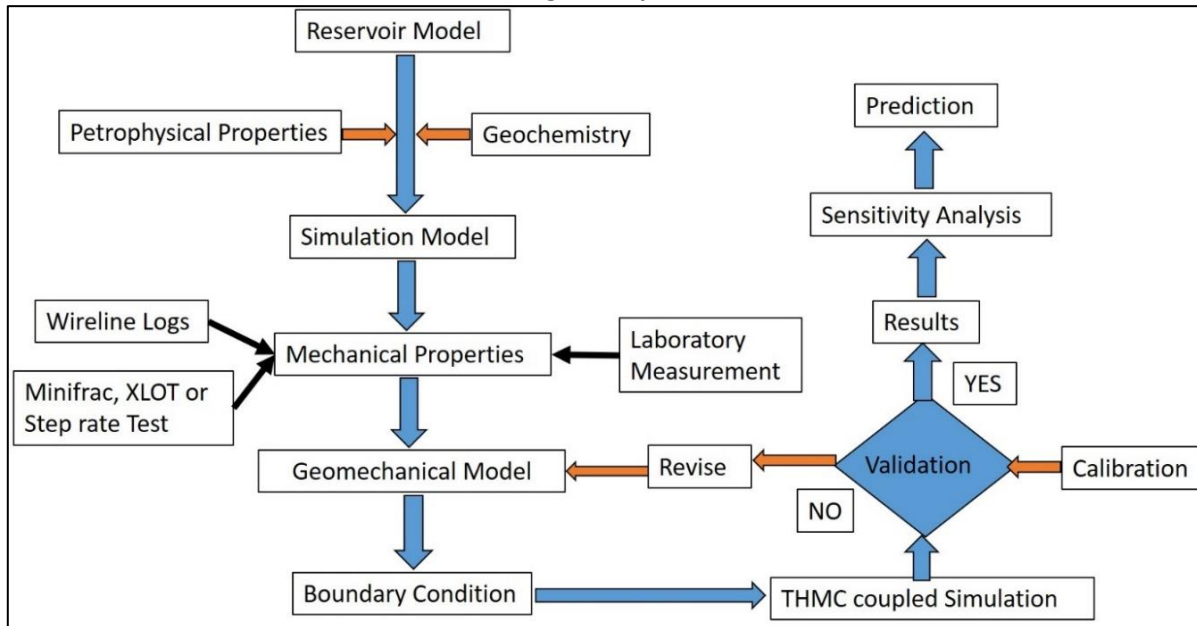 Reservoir Model
Petrophysical Properties
Geochemistry
Simulation Model
Wireline Logs
Mechanical Properties
Laboratory
Measurement
Minifrac, XLOT or
Step rate Test
Geomechanical Model
Boundary Condition
THMC coupled Simulation
Validation
Calibration
NO
Revise
YES
Results
Sensitivity Analysis
Prediction